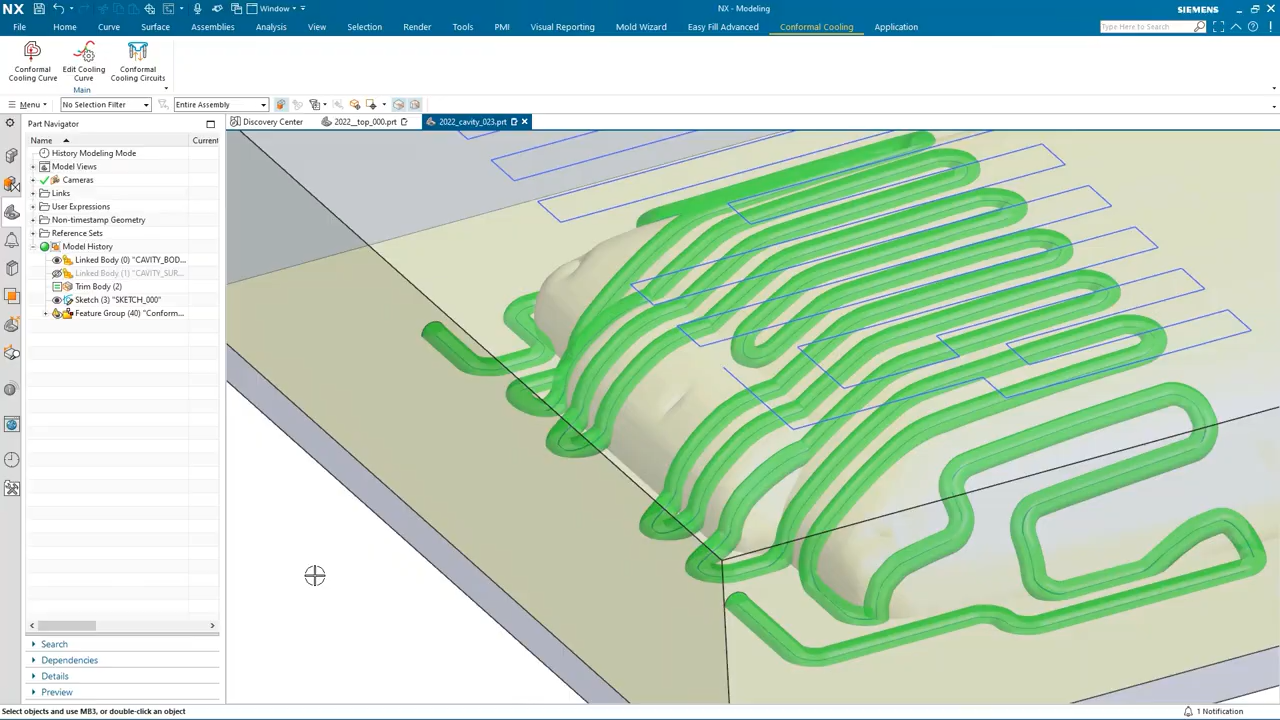 NX
Window
NX - Modeling
SIEMENS
File Home Curve Surface Assemblies Analysis View Selection Render Tools PMI Visual Reporting Mold Wizard Easy Fill Advanced Conformal Cooling Application
Type Here to Search
Conformal Cooling Curve
Edit Cooling Curve
Conformal Cooling Circuits
Main
Menu No Selection Filter Entire Assembly
Part Navigator
Discovery Center 2022__top_000.prt 2022_cavity_023.prt
Name Current
History Modeling Mode
Model Views
Cameras
Links
User Expressions
Non-timestamp Geometry
Reference Sets
Model History
Linked Body (0) "CAVITY_BOD...
Linked Body (1) "CAVITY_SUR...
Trim Body (2)
Sketch (3) "SKETCH_000"
Feature Group (40) "Conform...
Search
Dependencies
Details
Preview
Select objects and use MB3, or double-click an object
1 Notification